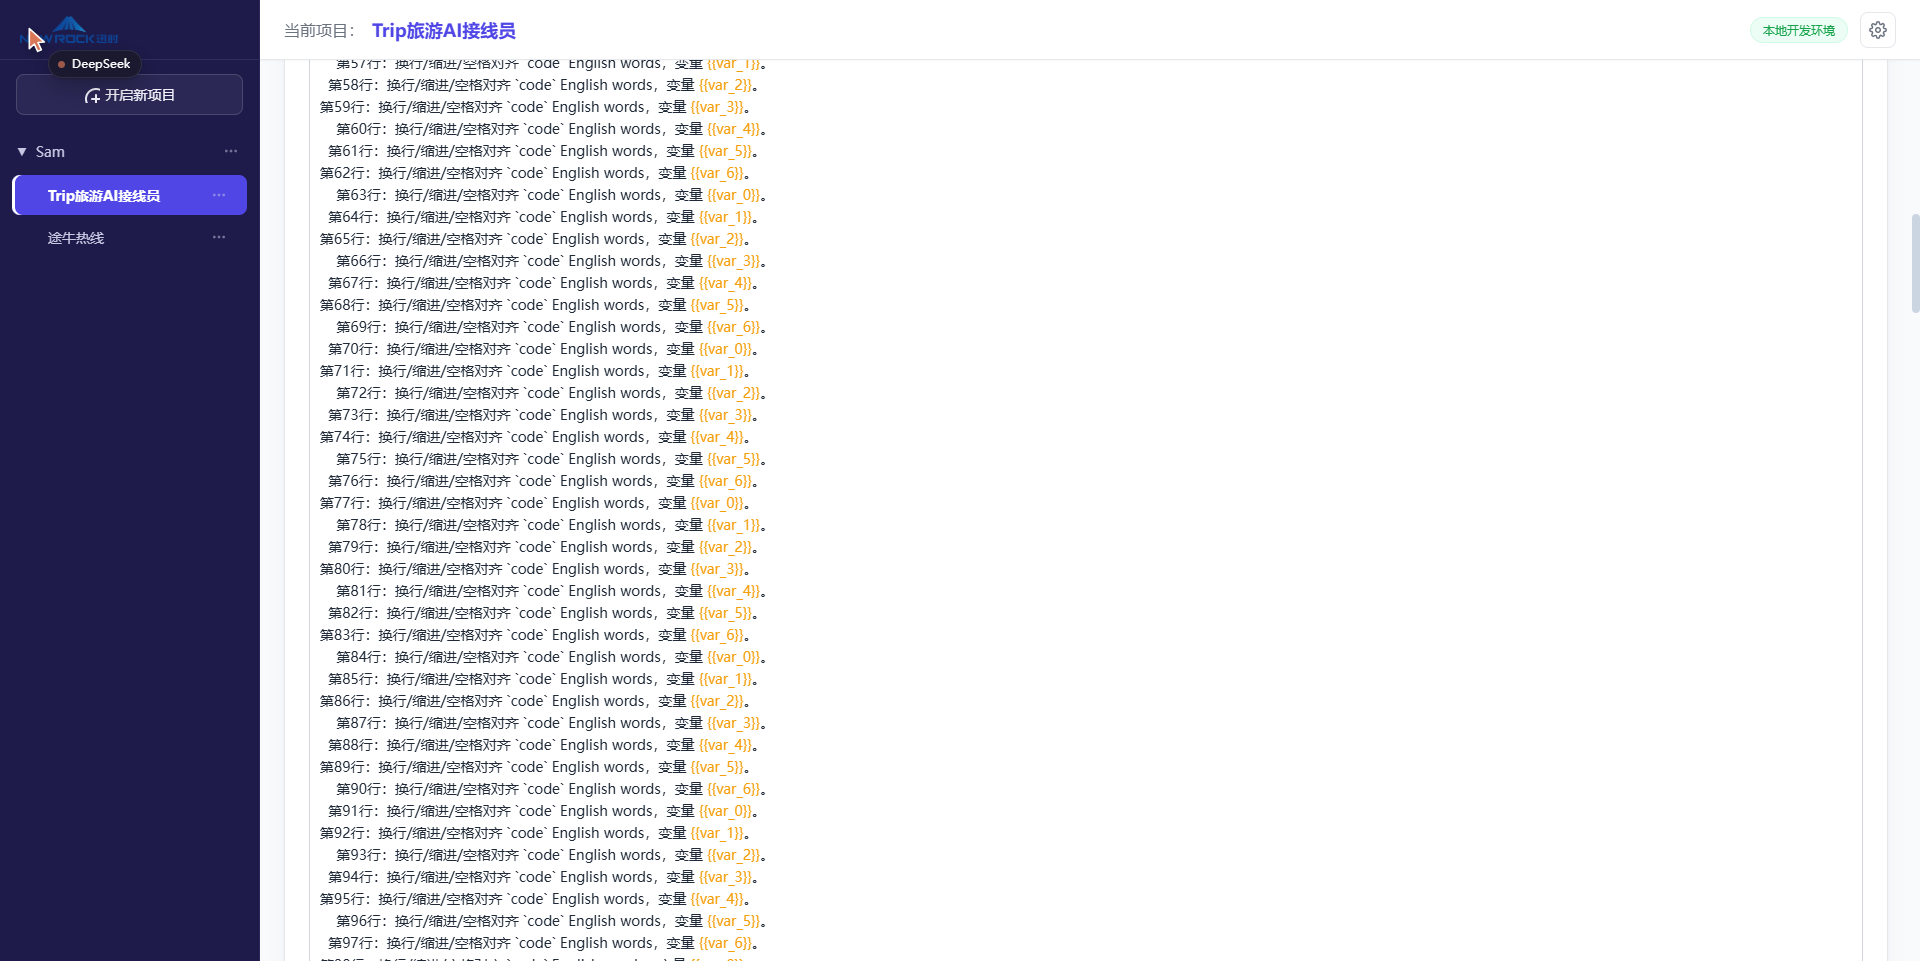 NEWROCK迅时
DeepSeek
开启新项目
▼ Sam ···
Trip旅游AI接线员 ···
途牛热线 ···
当前项目： Trip旅游AI接线员
本地开发环境
第57行：换行/缩进/空格对齐 `code` English words，变量 {{var_1}}。
第58行：换行/缩进/空格对齐 `code` English words，变量 {{var_2}}。
第59行：换行/缩进/空格对齐 `code` English words，变量 {{var_3}}。
第60行：换行/缩进/空格对齐 `code` English words，变量 {{var_4}}。
第61行：换行/缩进/空格对齐 `code` English words，变量 {{var_5}}。
第62行：换行/缩进/空格对齐 `code` English words，变量 {{var_6}}。
第63行：换行/缩进/空格对齐 `code` English words，变量 {{var_0}}。
第64行：换行/缩进/空格对齐 `code` English words，变量 {{var_1}}。
第65行：换行/缩进/空格对齐 `code` English words，变量 {{var_2}}。
第66行：换行/缩进/空格对齐 `code` English words，变量 {{var_3}}。
第67行：换行/缩进/空格对齐 `code` English words，变量 {{var_4}}。
第68行：换行/缩进/空格对齐 `code` English words，变量 {{var_5}}。
第69行：换行/缩进/空格对齐 `code` English words，变量 {{var_6}}。
第70行：换行/缩进/空格对齐 `code` English words，变量 {{var_0}}。
第71行：换行/缩进/空格对齐 `code` English words，变量 {{var_1}}。
第72行：换行/缩进/空格对齐 `code` English words，变量 {{var_2}}。
第73行：换行/缩进/空格对齐 `code` English words，变量 {{var_3}}。
第74行：换行/缩进/空格对齐 `code` English words，变量 {{var_4}}。
第75行：换行/缩进/空格对齐 `code` English words，变量 {{var_5}}。
第76行：换行/缩进/空格对齐 `code` English words，变量 {{var_6}}。
第77行：换行/缩进/空格对齐 `code` English words，变量 {{var_0}}。
第78行：换行/缩进/空格对齐 `code` English words，变量 {{var_1}}。
第79行：换行/缩进/空格对齐 `code` English words，变量 {{var_2}}。
第80行：换行/缩进/空格对齐 `code` English words，变量 {{var_3}}。
第81行：换行/缩进/空格对齐 `code` English words，变量 {{var_4}}。
第82行：换行/缩进/空格对齐 `code` English words，变量 {{var_5}}。
第83行：换行/缩进/空格对齐 `code` English words，变量 {{var_6}}。
第84行：换行/缩进/空格对齐 `code` English words，变量 {{var_0}}。
第85行：换行/缩进/空格对齐 `code` English words，变量 {{var_1}}。
第86行：换行/缩进/空格对齐 `code` English words，变量 {{var_2}}。
第87行：换行/缩进/空格对齐 `code` English words，变量 {{var_3}}。
第88行：换行/缩进/空格对齐 `code` English words，变量 {{var_4}}。
第89行：换行/缩进/空格对齐 `code` English words，变量 {{var_5}}。
第90行：换行/缩进/空格对齐 `code` English words，变量 {{var_6}}。
第91行：换行/缩进/空格对齐 `code` English words，变量 {{var_0}}。
第92行：换行/缩进/空格对齐 `code` English words，变量 {{var_1}}。
第93行：换行/缩进/空格对齐 `code` English words，变量 {{var_2}}。
第94行：换行/缩进/空格对齐 `code` English words，变量 {{var_3}}。
第95行：换行/缩进/空格对齐 `code` English words，变量 {{var_4}}。
第96行：换行/缩进/空格对齐 `code` English words，变量 {{var_5}}。
第97行：换行/缩进/空格对齐 `code` English words，变量 {{var_6}}。